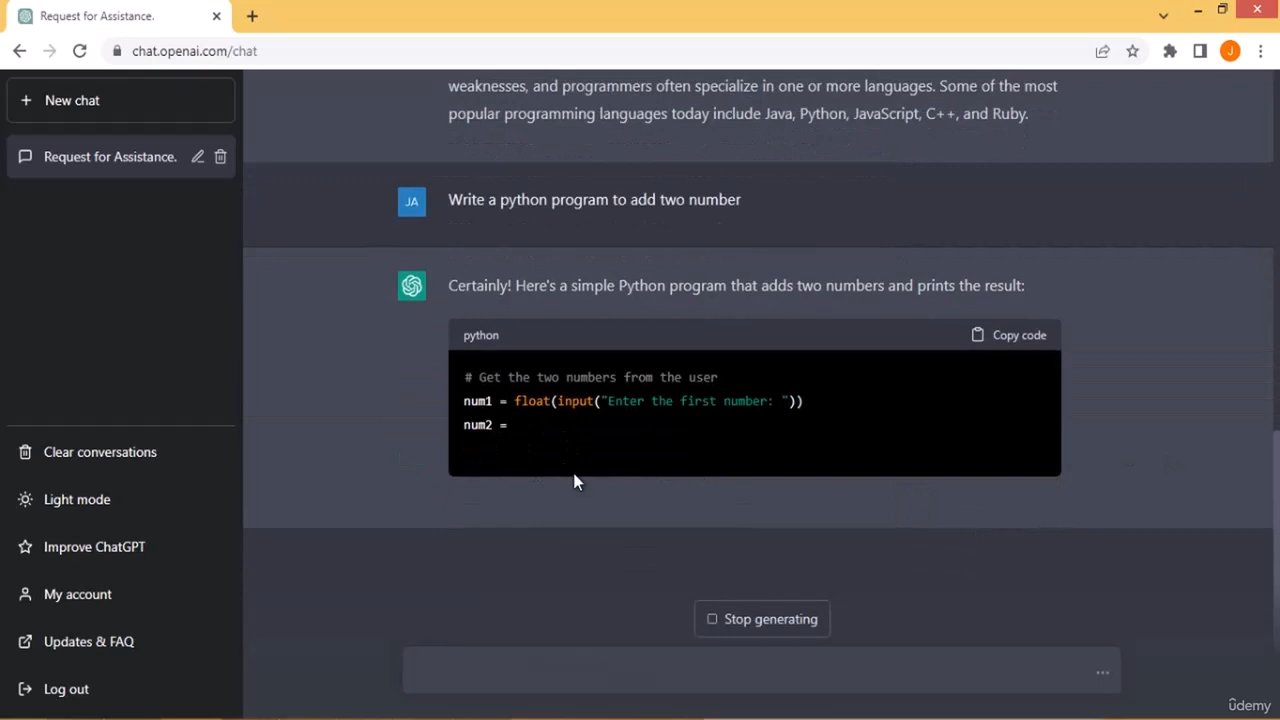 Request for Assistance.
chat.openai.com/chat
J
New chat
Request for Assistance.
weaknesses, and programmers often specialize in one or more languages. Some of the most
popular programming languages today include Java, Python, JavaScript, C++, and Ruby.
JA
Write a python program to add two number
Certainly! Here's a simple Python program that adds two numbers and prints the result:
python
Copy code
# Get the two numbers from the user
num1 = float(input("Enter the first number: "))
num2 =
Clear conversations
Light mode
Improve ChatGPT
My account
Updates & FAQ
Log out
Stop generating
ûdemy